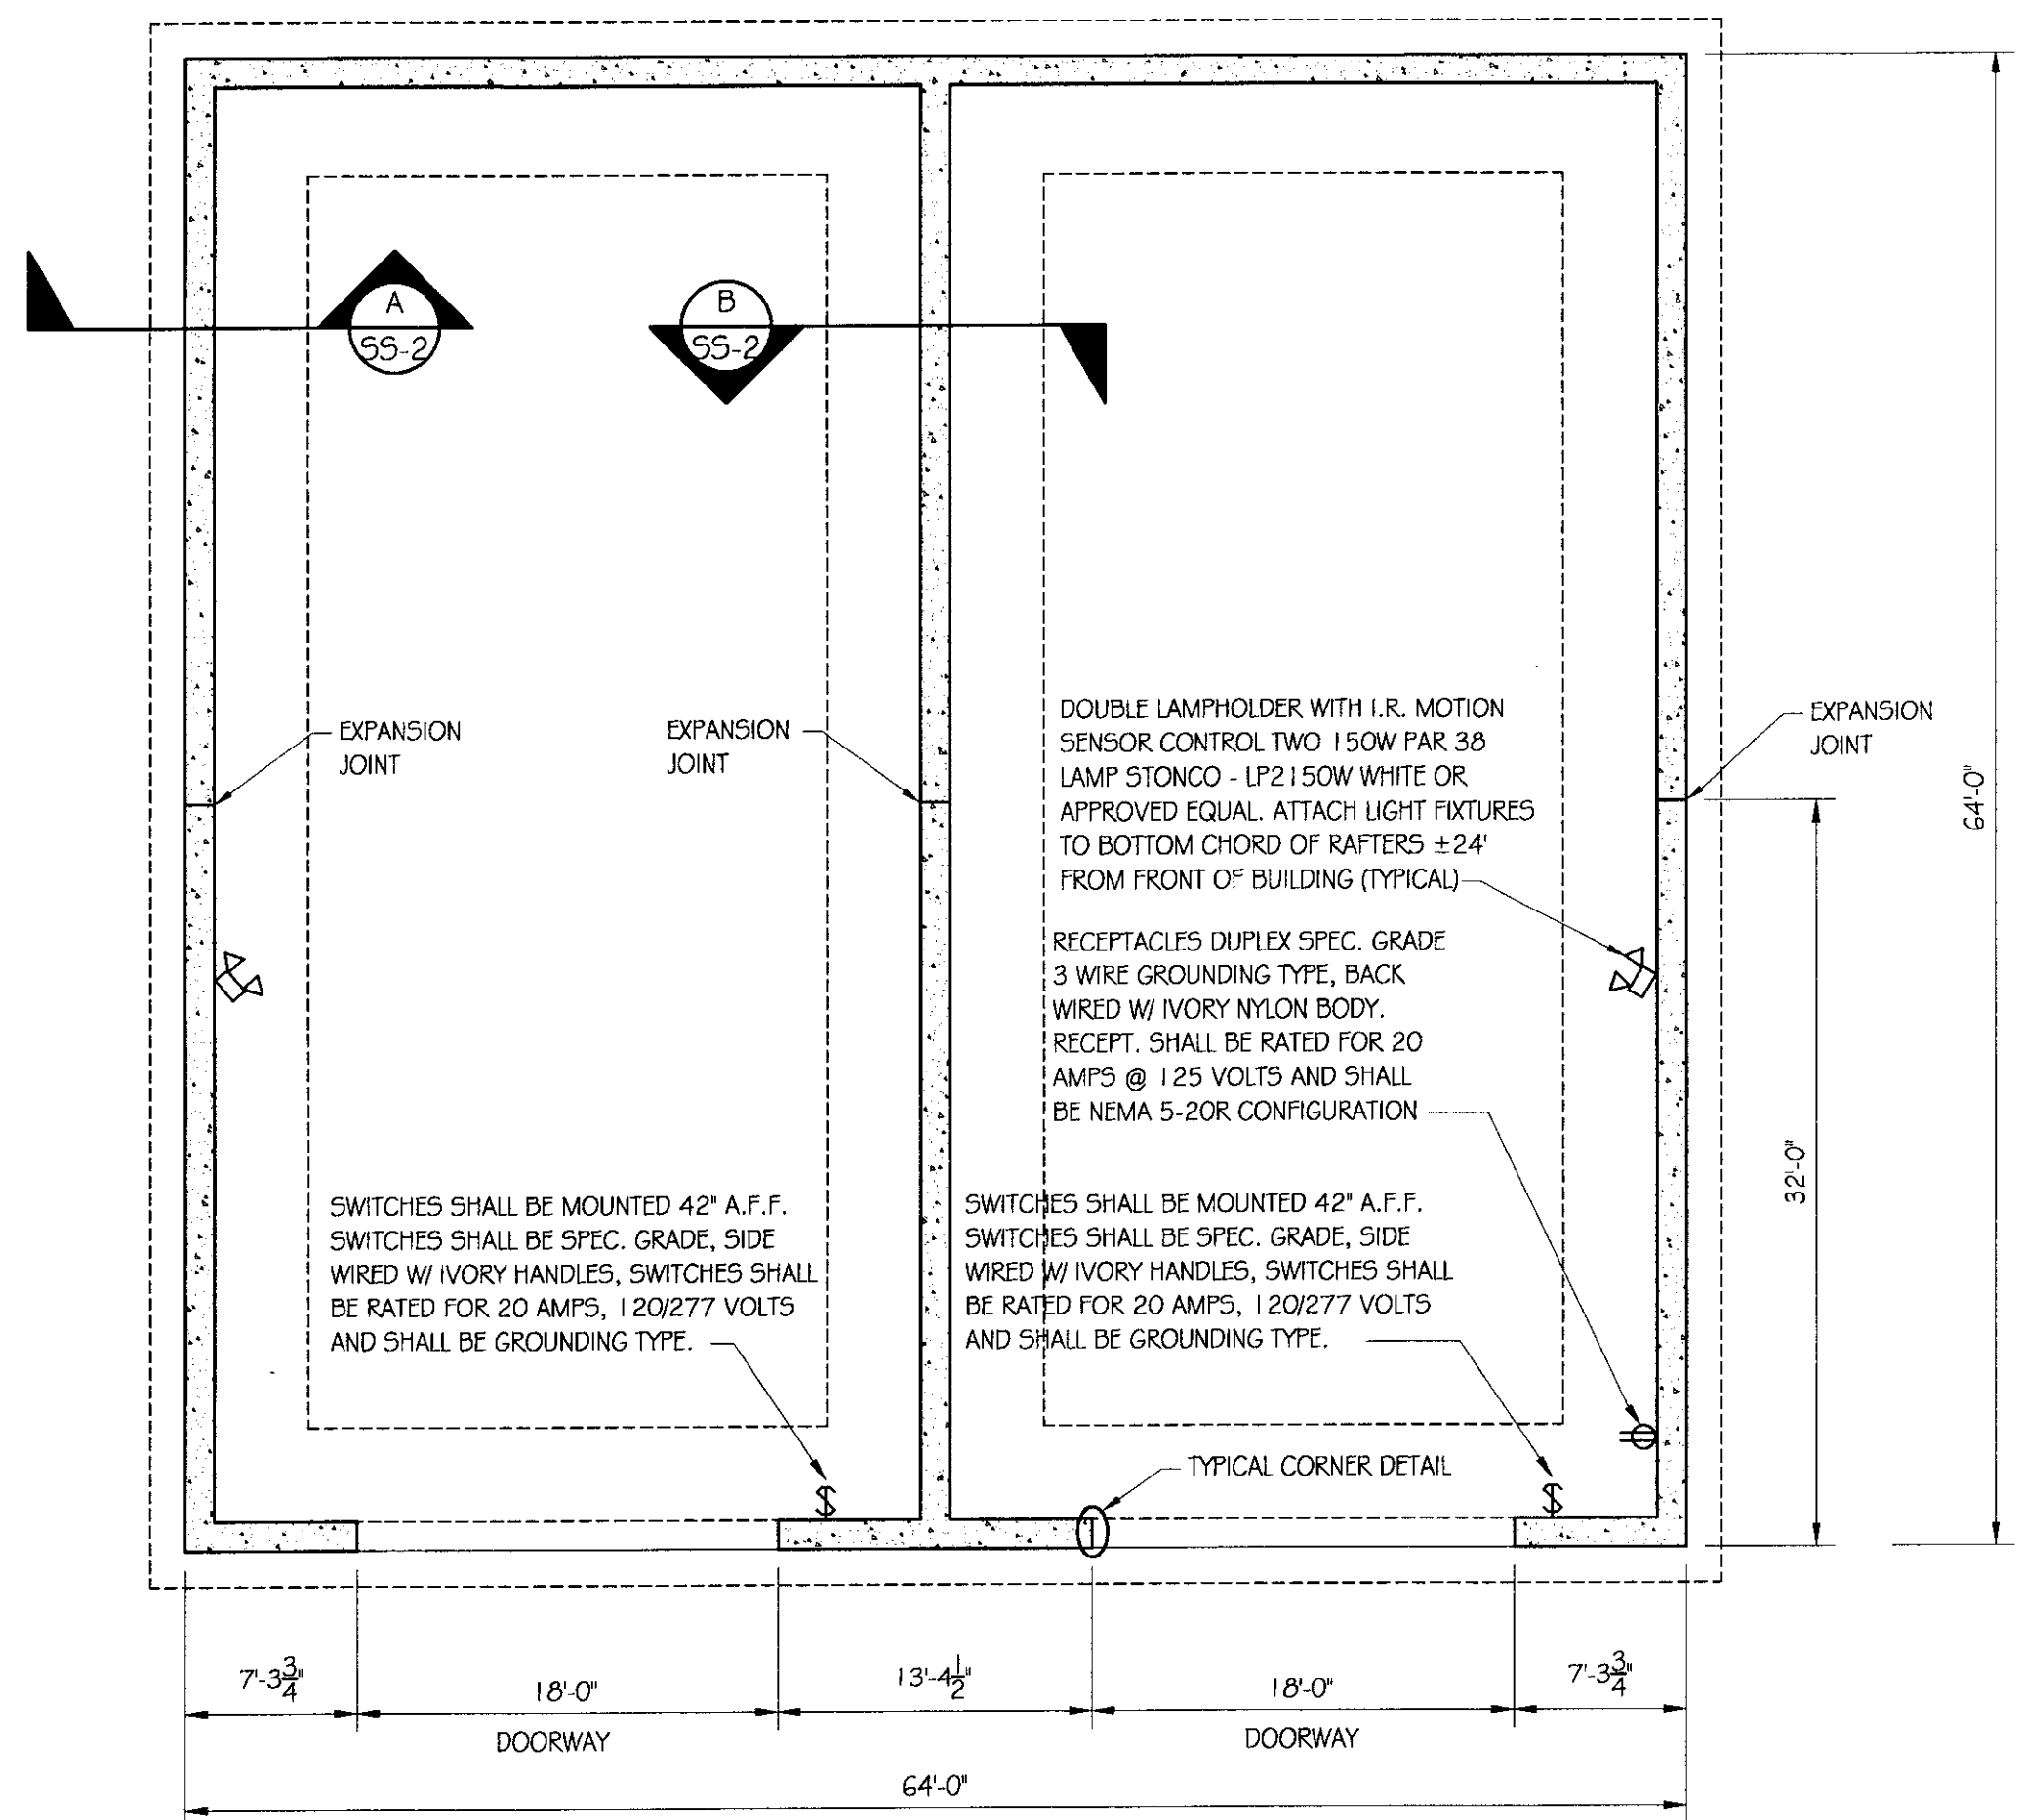 A
SS-2
B
SS-2
EXPANSION
JOINT
EXPANSION
JOINT
DOUBLE LAMPHOLDER WITH I.R. MOTION
SENSOR CONTROL TWO 150W PAR 38
LAMP STONCO - LP2150W WHITE OR
APPROVED EQUAL. ATTACH LIGHT FIXTURES
TO BOTTOM CHORD OF RAFTERS ±24'
FROM FRONT OF BUILDING (TYPICAL)
EXPANSION
JOINT
64'-0"
RECEPTACLES DUPLEX SPEC. GRADE
3 WIRE GROUNDING TYPE, BACK
WIRED W/ IVORY NYLON BODY.
RECEPT. SHALL BE RATED FOR 20
AMPS @ 125 VOLTS AND SHALL
BE NEMA 5-20R CONFIGURATION
32'-0"
SWITCHES SHALL BE MOUNTED 42" A.F.F.
SWITCHES SHALL BE SPEC. GRADE, SIDE
WIRED W/ IVORY HANDLES, SWITCHES SHALL
BE RATED FOR 20 AMPS, 120/277 VOLTS
AND SHALL BE GROUNDING TYPE.
SWITCHES SHALL BE MOUNTED 42" A.F.F.
SWITCHES SHALL BE SPEC. GRADE, SIDE
WIRED W/ IVORY HANDLES, SWITCHES SHALL
BE RATED FOR 20 AMPS, 120/277 VOLTS
AND SHALL BE GROUNDING TYPE.
TYPICAL CORNER DETAIL
$
$
7'-3 3/4"
18'-0"
DOORWAY
13'-4 1/2"
18'-0"
DOORWAY
7'-3 3/4"
64'-0"